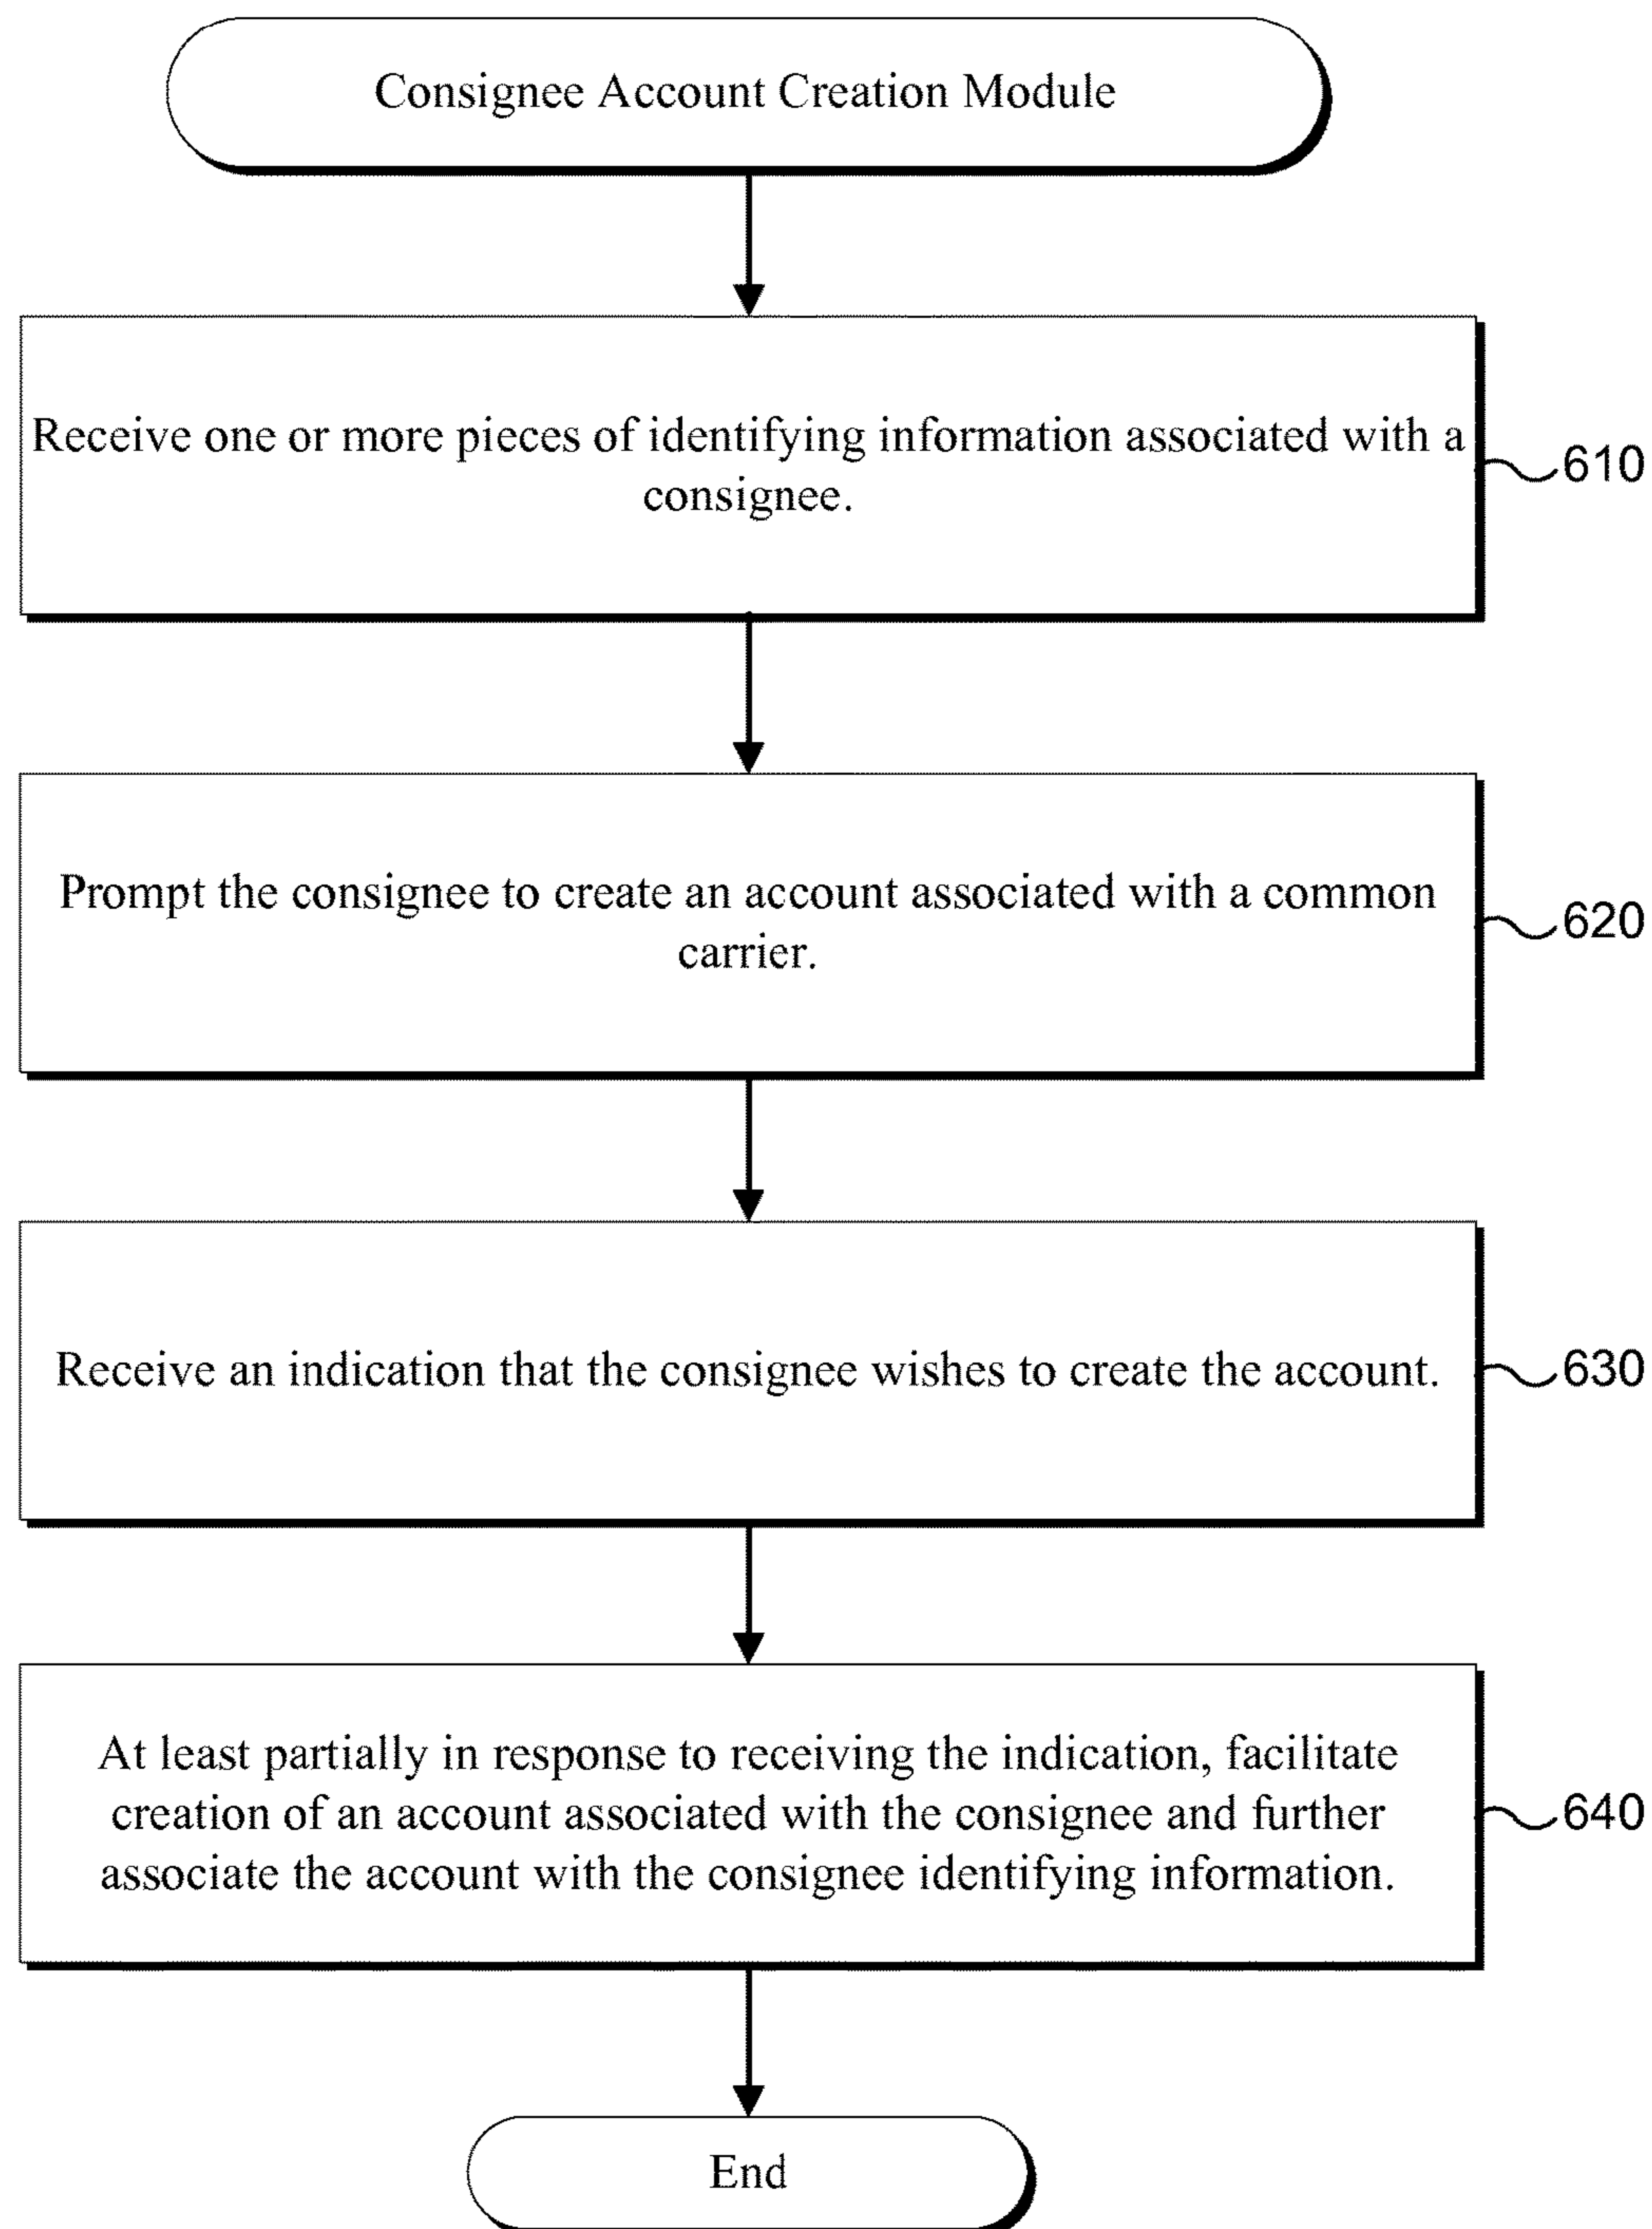 Consignee Account Creation Module
Receive one or more pieces of identifying information associated with a
consignee.
610
Prompt the consignee to create an account associated with a common
carrier.
620
Receive an indication that the consignee wishes to create the account.
630
At least partially in response to receiving the indication, facilitate
creation of an account associated with the consignee and further
associate the account with the consignee identifying information.
640
End